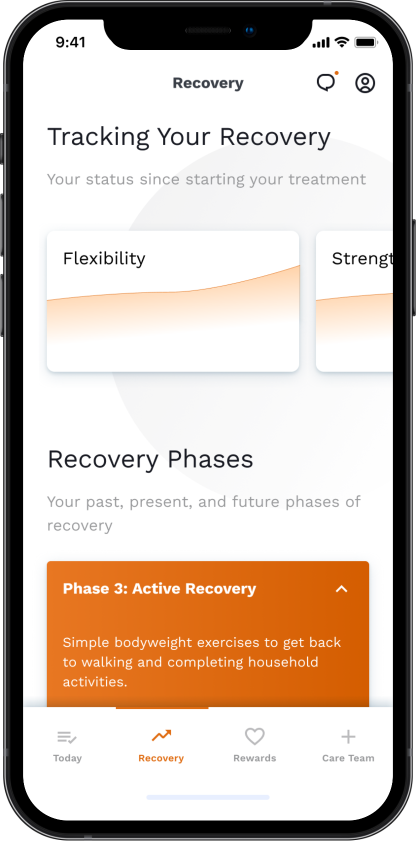 9:41
Recovery
Tracking Your Recovery
Your status since starting your treatment
Flexibility
Strengt
Recovery Phases
Your past, present, and future phases of
recovery
Phase 3: Active Recovery
Simple bodyweight exercises to get back
to walking and completing household
activities.
Today
Recovery
Rewards
Care Team